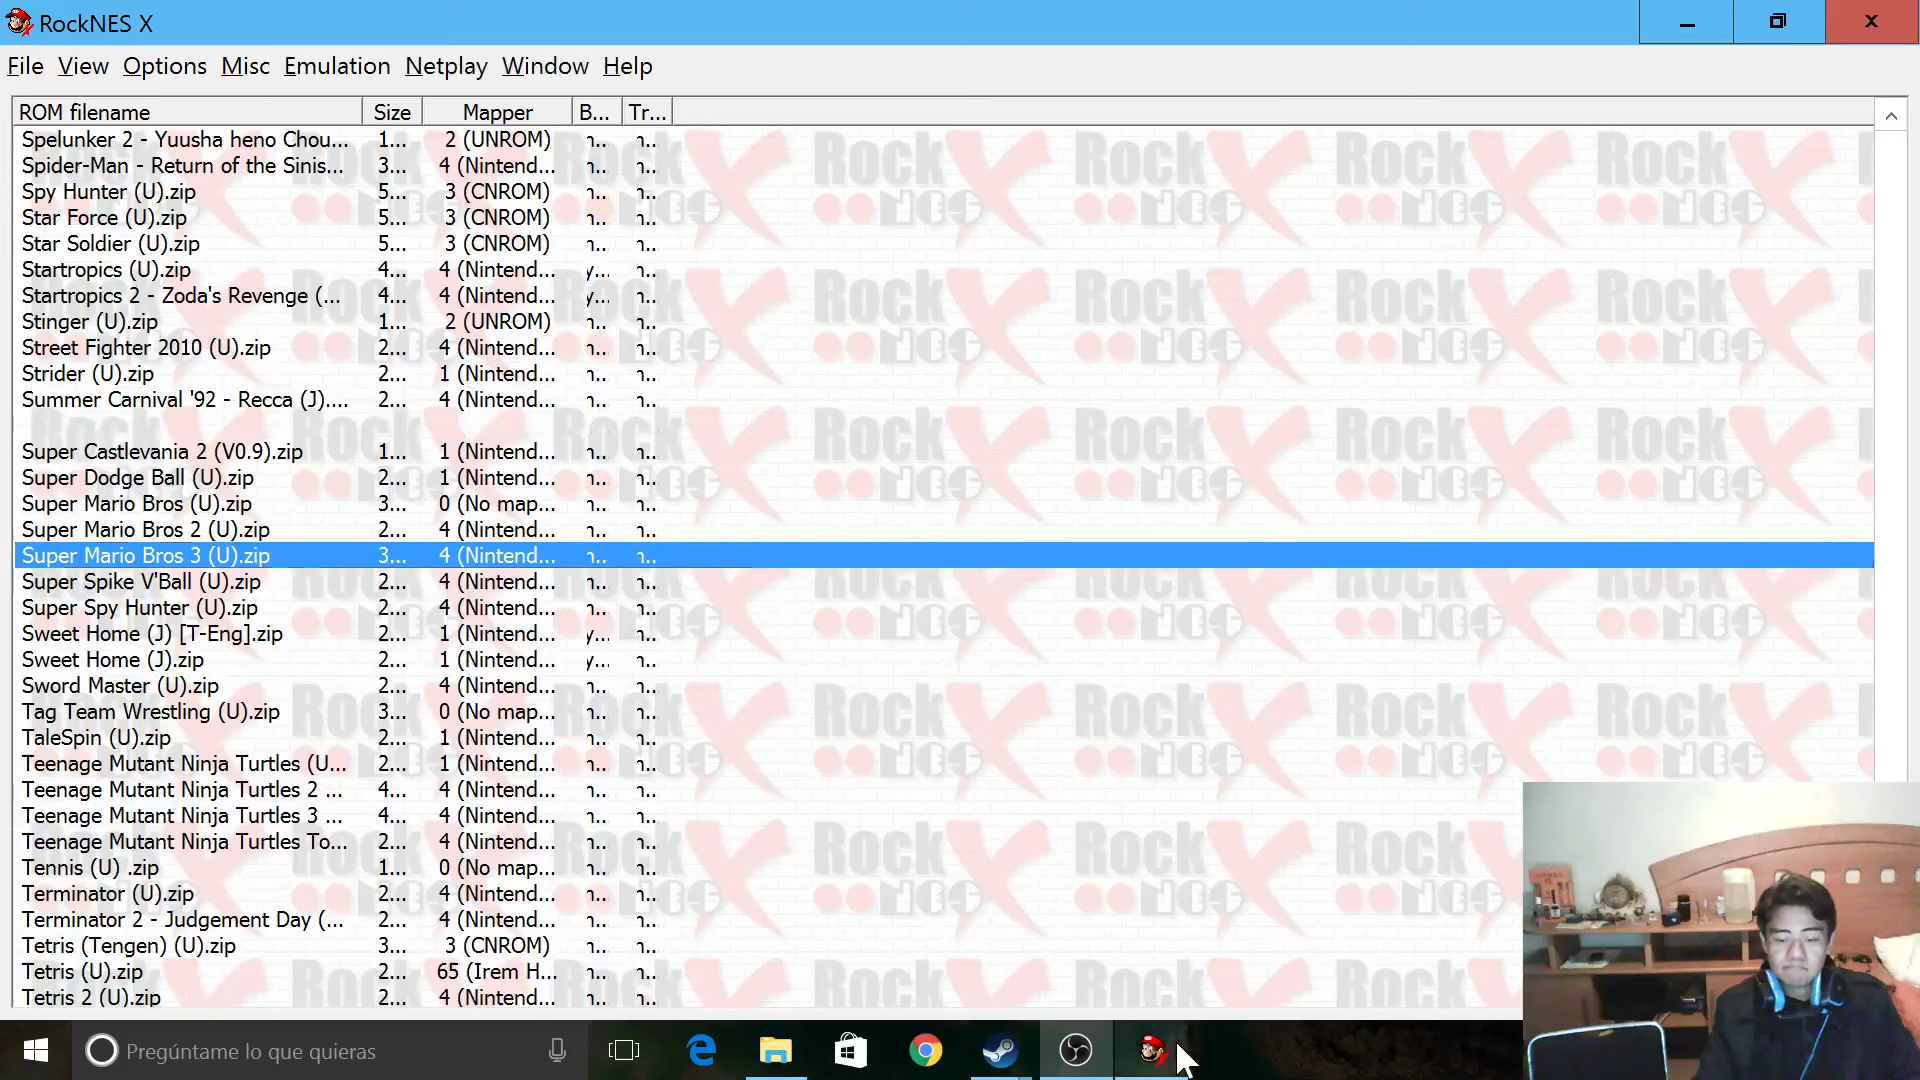 RockNES X
File View Options Misc Emulation Netplay Window Help
ROM filename Size Mapper B... Tr...
Spelunker 2 - Yuusha heno Chou... 1... 2 (UNROM) n.. n..
Spider-Man - Return of the Sinis... 3... 4 (Nintend... n.. n..
Spy Hunter (U).zip 5... 3 (CNROM) n.. n..
Star Force (U).zip 5... 3 (CNROM) n.. n..
Star Soldier (U).zip 5... 3 (CNROM) n.. n..
Startropics (U).zip 4... 4 (Nintend... y... n..
Startropics 2 - Zoda's Revenge (... 4... 4 (Nintend... y... n..
Stinger (U).zip 1... 2 (UNROM) n.. n..
Street Fighter 2010 (U).zip 2... 4 (Nintend... n.. n..
Strider (U).zip 2... 1 (Nintend... n.. n..
Summer Carnival '92 - Recca (J).... 2... 4 (Nintend... n.. n..
Super Castlevania 2 (V0.9).zip 1... 1 (Nintend... n.. n..
Super Dodge Ball (U).zip 2... 1 (Nintend... n.. n..
Super Mario Bros (U).zip 3... 0 (No map... n.. n..
Super Mario Bros 2 (U).zip 2... 4 (Nintend... n.. n..
Super Mario Bros 3 (U).zip 3... 4 (Nintend... n.. n..
Super Spike V'Ball (U).zip 2... 4 (Nintend... n.. n..
Super Spy Hunter (U).zip 2... 4 (Nintend... n.. n..
Sweet Home (J) [T-Eng].zip 2... 1 (Nintend... y... n..
Sweet Home (J).zip 2... 1 (Nintend... y... n..
Sword Master (U).zip 2... 4 (Nintend... n.. n..
Tag Team Wrestling (U).zip 3... 0 (No map... n.. n..
TaleSpin (U).zip 2... 1 (Nintend... n.. n..
Teenage Mutant Ninja Turtles (U... 2... 1 (Nintend... n.. n..
Teenage Mutant Ninja Turtles 2 ... 4... 4 (Nintend... n.. n..
Teenage Mutant Ninja Turtles 3 ... 4... 4 (Nintend... n.. n..
Teenage Mutant Ninja Turtles To... 2... 4 (Nintend... n.. n..
Tennis (U) .zip 1... 0 (No map... n.. n..
Terminator (U).zip 2... 4 (Nintend... n.. n..
Terminator 2 - Judgement Day (... 2... 4 (Nintend... n.. n..
Tetris (Tengen) (U).zip 3... 3 (CNROM) n.. n..
Tetris (U).zip 2... 65 (Irem H... n.. n..
Tetris 2 (U).zip 2... 4 (Nintend... n.. n..
Pregúntame lo que quieras